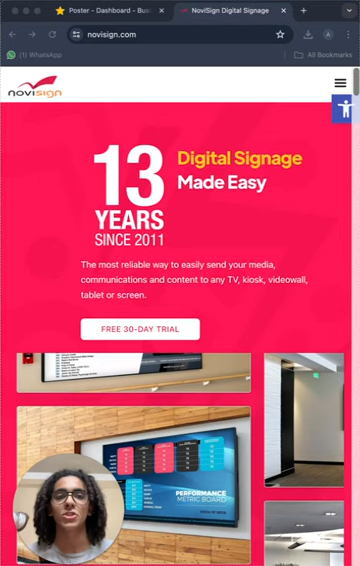 Poster - Dashboard - Bus
NoviSign Digital Signage
novisign.com
(1) WhatsApp
All Bookmarks
A
novisign
13
YEARS
SINCE 2011
Digital Signage
Made Easy
The most reliable way to easily send your media,
communications and content to any TV, kiosk, videowall,
tablet or screen.
FREE 30-DAY TRIAL
PERFORMANCE
METRIC BOARD